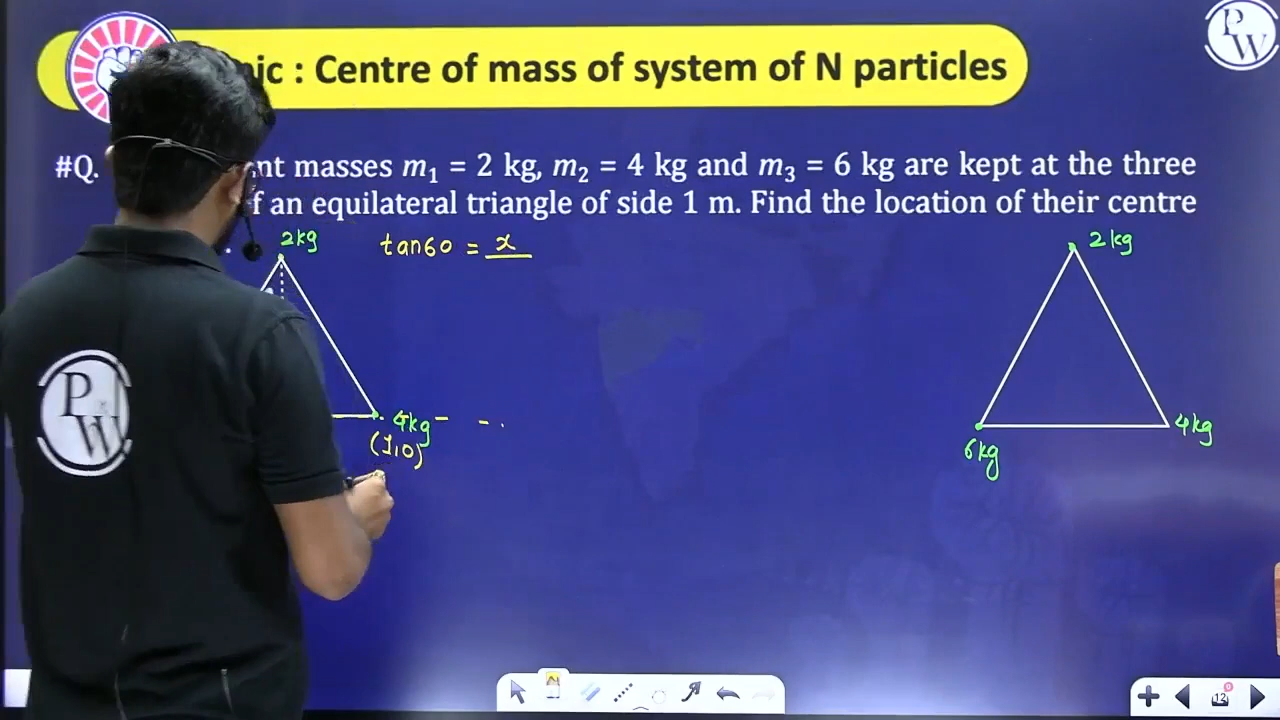 : Centre of mass of system of N particles
P
W
#Q. masses m₁ = 2 kg, m₂ = 4 kg and m₃ = 6 kg are kept at the three
an equilateral triangle of side 1 m. Find the location of their centre
2kg
tan60 = x
2kg
4kg
(1,0)
6kg
4kg
P
W
12